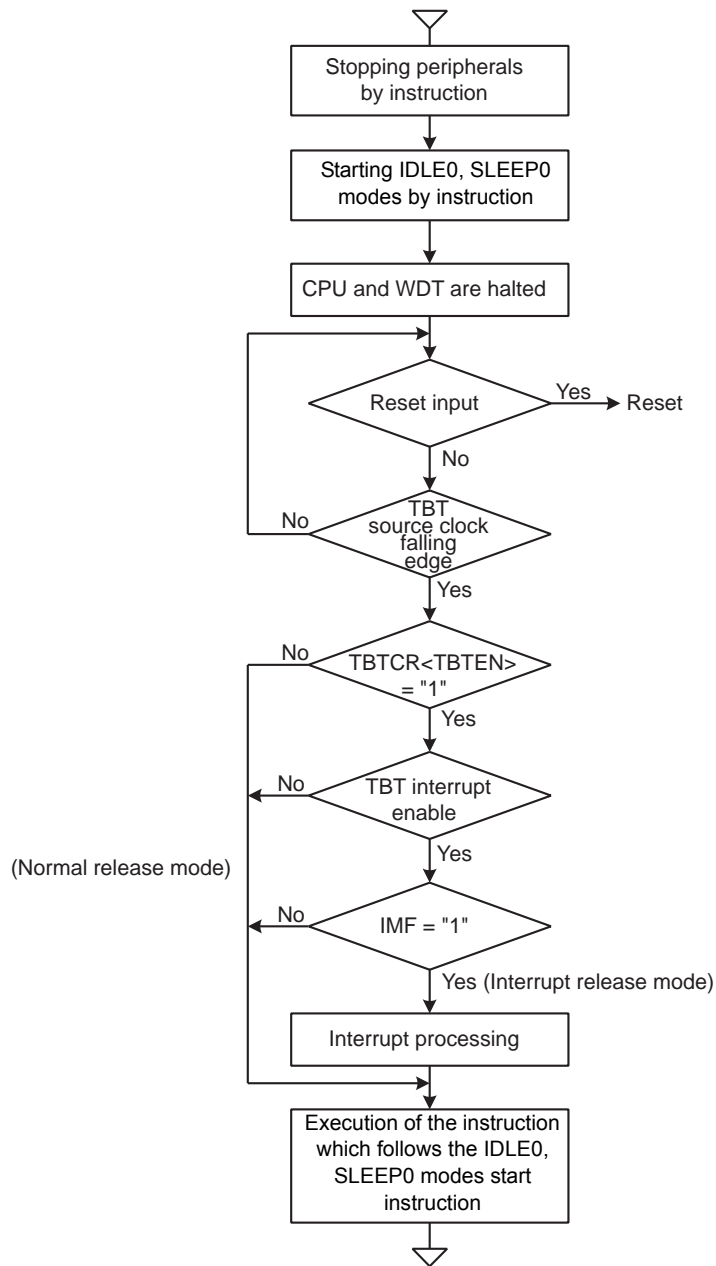 Stopping peripherals
by instruction
Starting IDLE0, SLEEP0
modes by instruction
CPU and WDT are halted
Reset input
Yes
Reset
No
TBT
source clock
falling
edge
No
Yes
TBTCR<TBTEN>
= "1"
No
Yes
TBT interrupt
enable
No
Yes
(Normal release mode)
IMF = "1"
No
Yes (Interrupt release mode)
Interrupt processing
Execution of the instruction
which follows the IDLE0,
SLEEP0 modes start
instruction